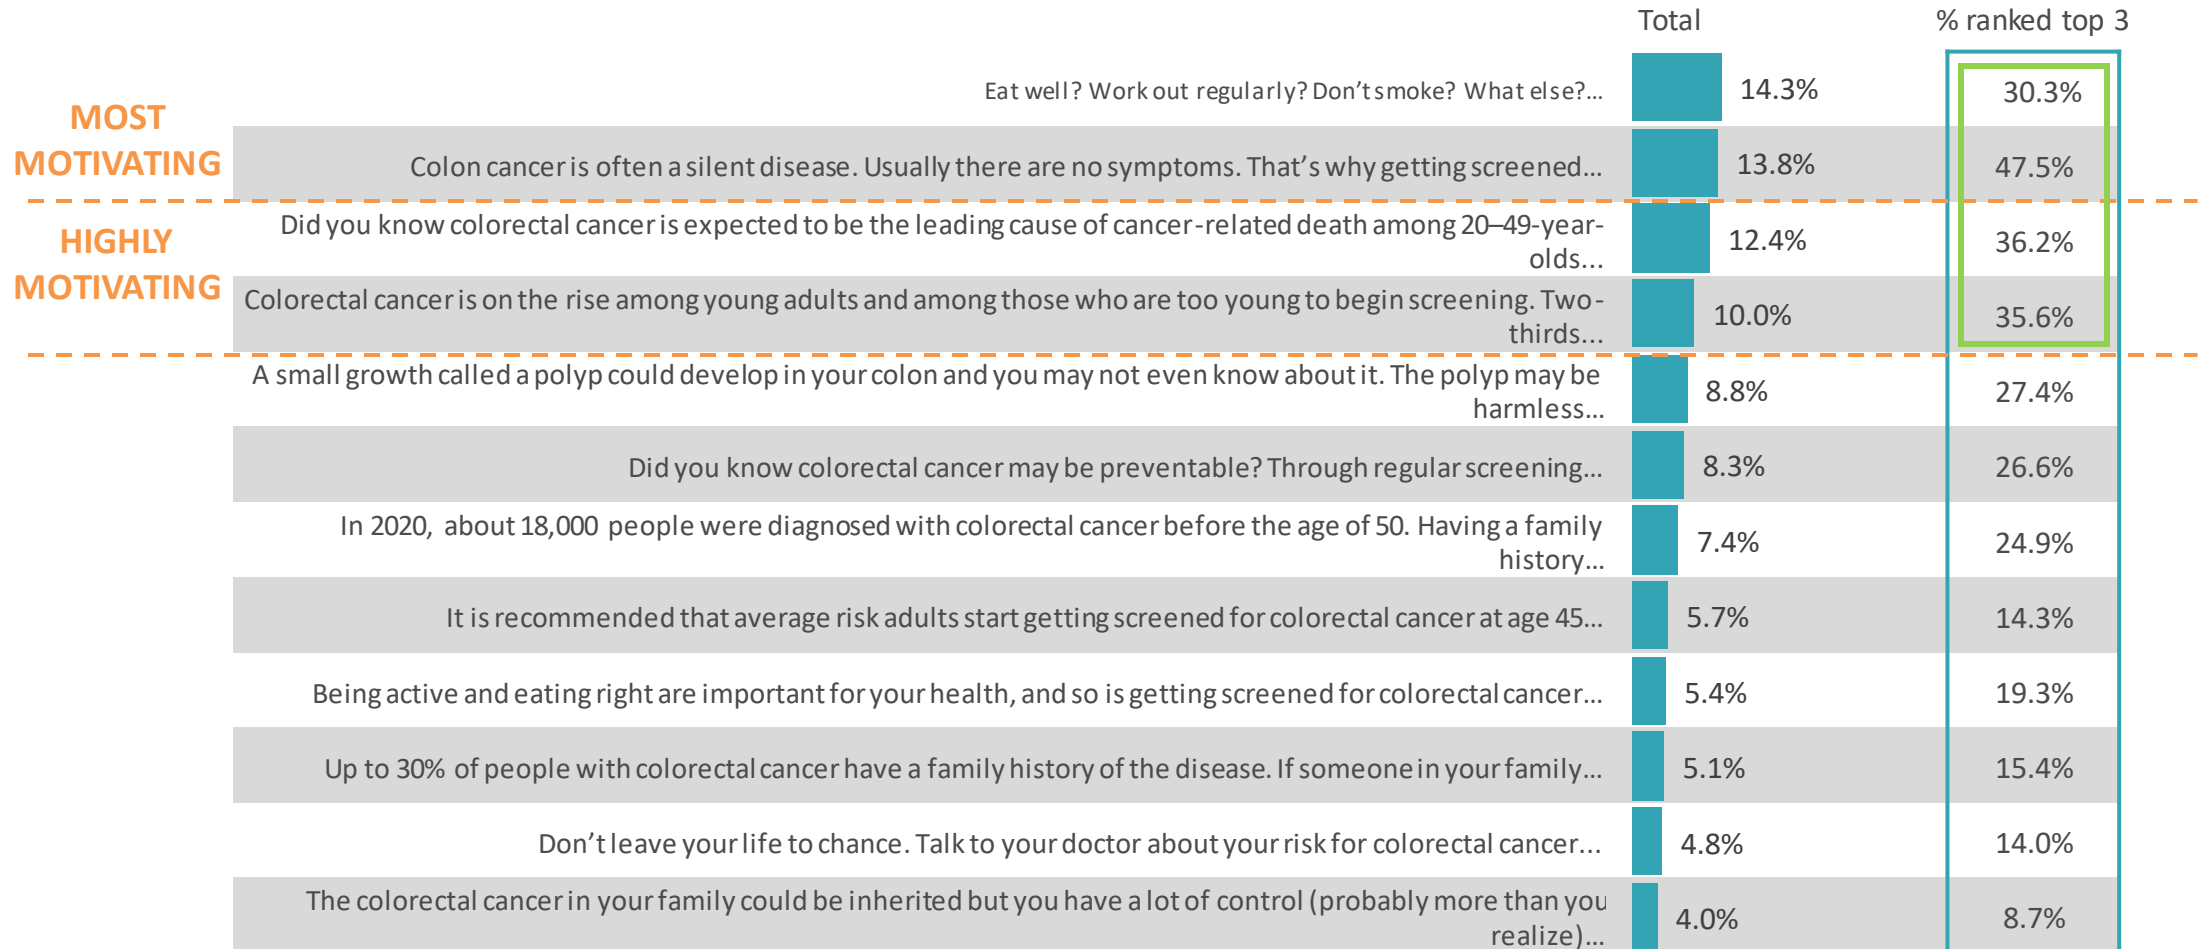 Total % ranked top 3
MOST
MOTIVATING
Eat well? Work out regularly? Don’t smoke? What else?... 14.3% 30.3%
Colon cancer is often a silent disease. Usually there are no symptoms. That’s why getting screened... 13.8% 47.5%
HIGHLY
MOTIVATING
Did you know colorectal cancer is expected to be the leading cause of cancer-related death among 20–49-year-
olds... 12.4% 36.2%
Colorectal cancer is on the rise among young adults and among those who are too young to begin screening. Two-
thirds... 10.0% 35.6%
A small growth called a polyp could develop in your colon and you may not even know about it. The polyp may be
harmless... 8.8% 27.4%
Did you know colorectal cancer may be preventable? Through regular screening... 8.3% 26.6%
In 2020, about 18,000 people were diagnosed with colorectal cancer before the age of 50. Having a family
history... 7.4% 24.9%
It is recommended that average risk adults start getting screened for colorectal cancer at age 45... 5.7% 14.3%
Being active and eating right are important for your health, and so is getting screened for colorectal cancer... 5.4% 19.3%
Up to 30% of people with colorectal cancer have a family history of the disease. If someone in your family... 5.1% 15.4%
Don’t leave your life to chance. Talk to your doctor about your risk for colorectal cancer... 4.8% 14.0%
The colorectal cancer in your family could be inherited but you have a lot of control (probably more than you
realize)... 4.0% 8.7%